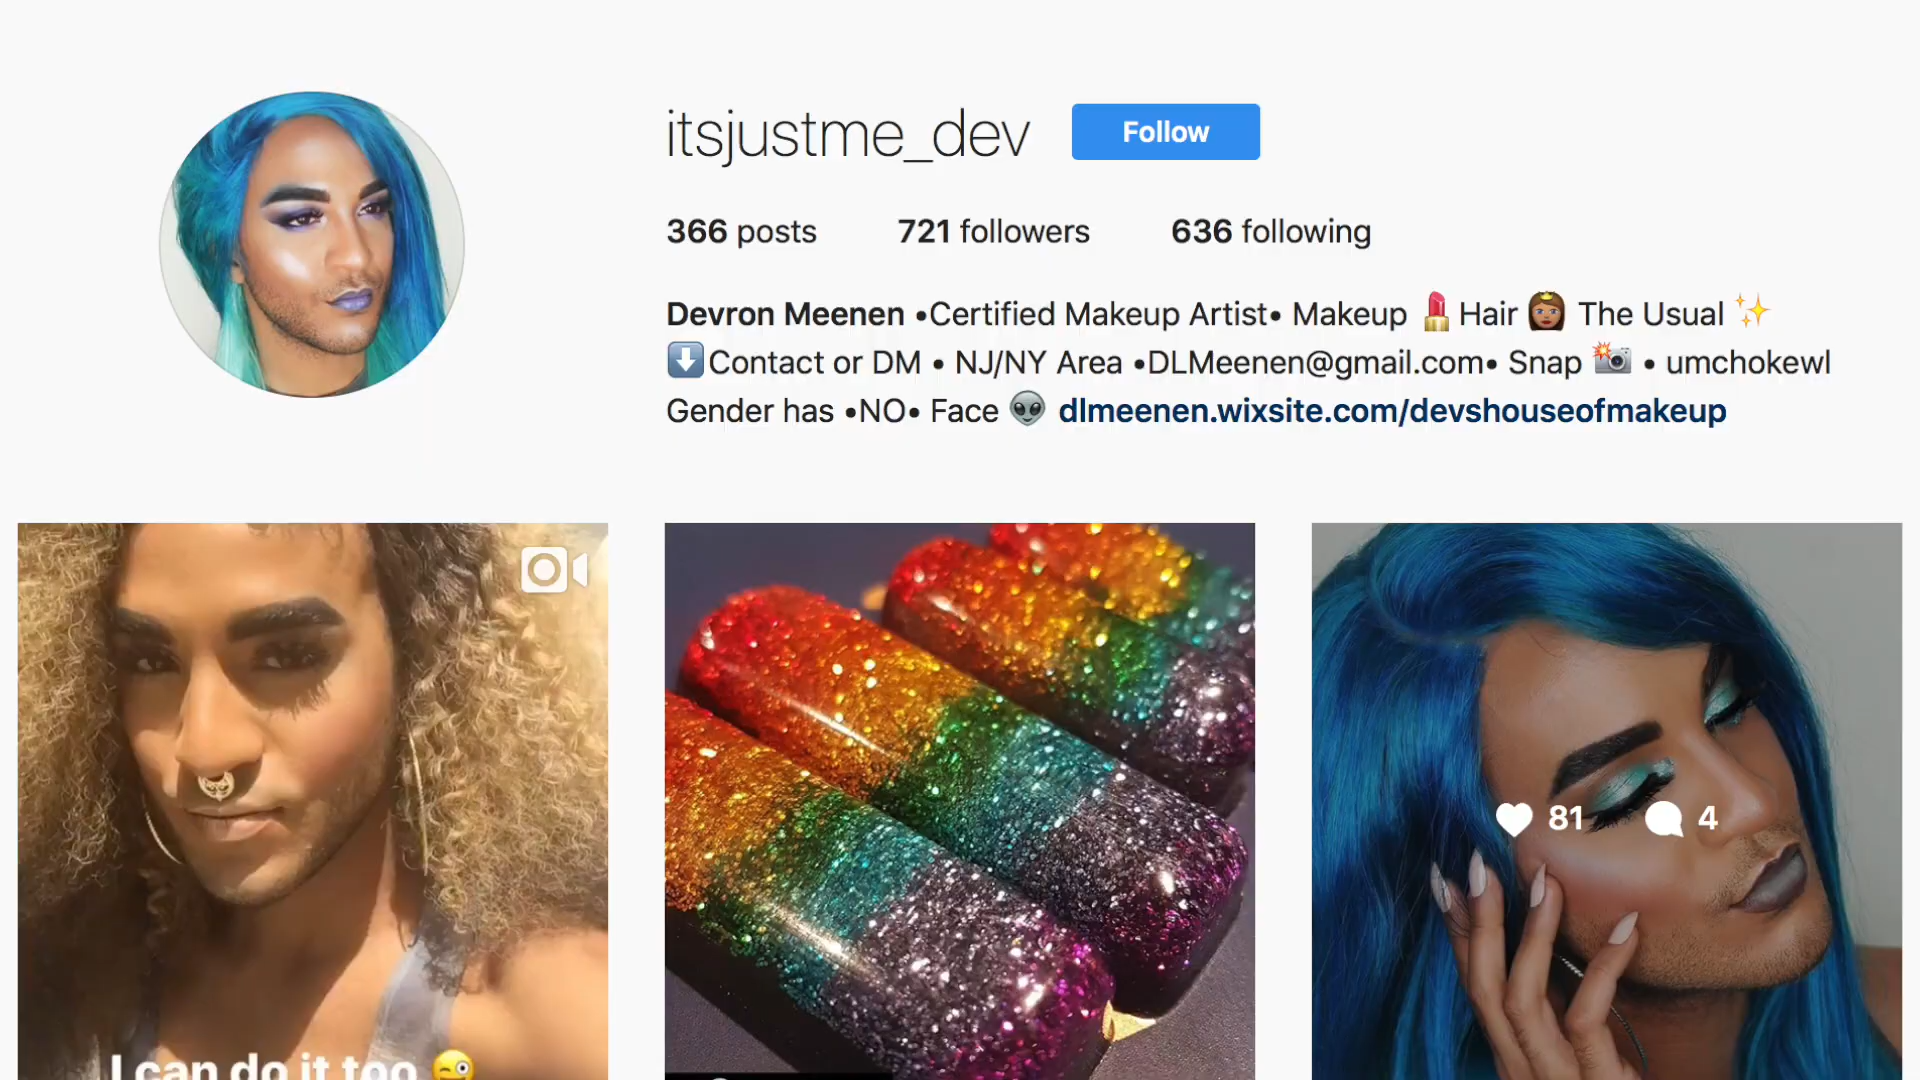 itsjustme_dev Follow
366 posts 721 followers 636 following
Devron Meenen •Certified Makeup Artist• Makeup 💄 Hair 👸🏾 The Usual ✨
⬇️Contact or DM • NJ/NY Area •DLMeenen@gmail.com• Snap 📸 • umchokewl
Gender has •NO• Face 👽 dlmeenen.wixsite.com/devshouseofmakeup
81 4
I can do it too 😜